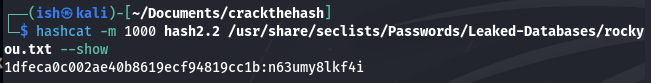 ┌──(ish㉿kali)-[~/Documents/crackthehash]
└─$ hashcat -m 1000 hash2.2 /usr/share/seclists/Passwords/Leaked-Databases/rocky
ou.txt --show
1dfeca0c002ae40b8619ecf94819cc1b:n63umy8lkf4i